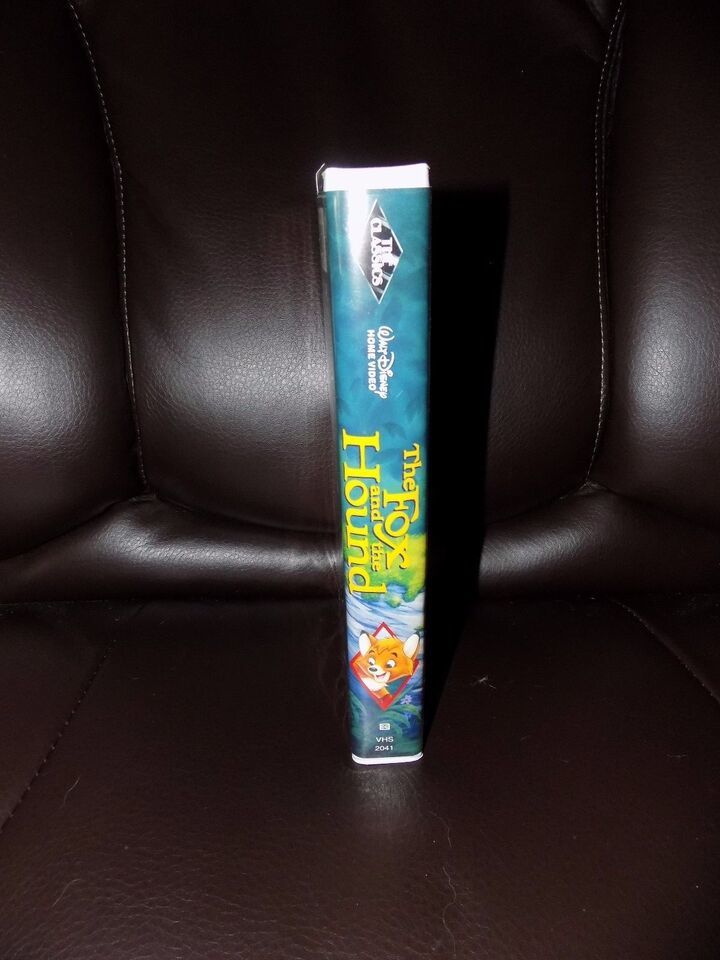 THE
CLASSICS
Walt Disney
HOME VIDEO
The Fox
and the
Hound
VHS
2041